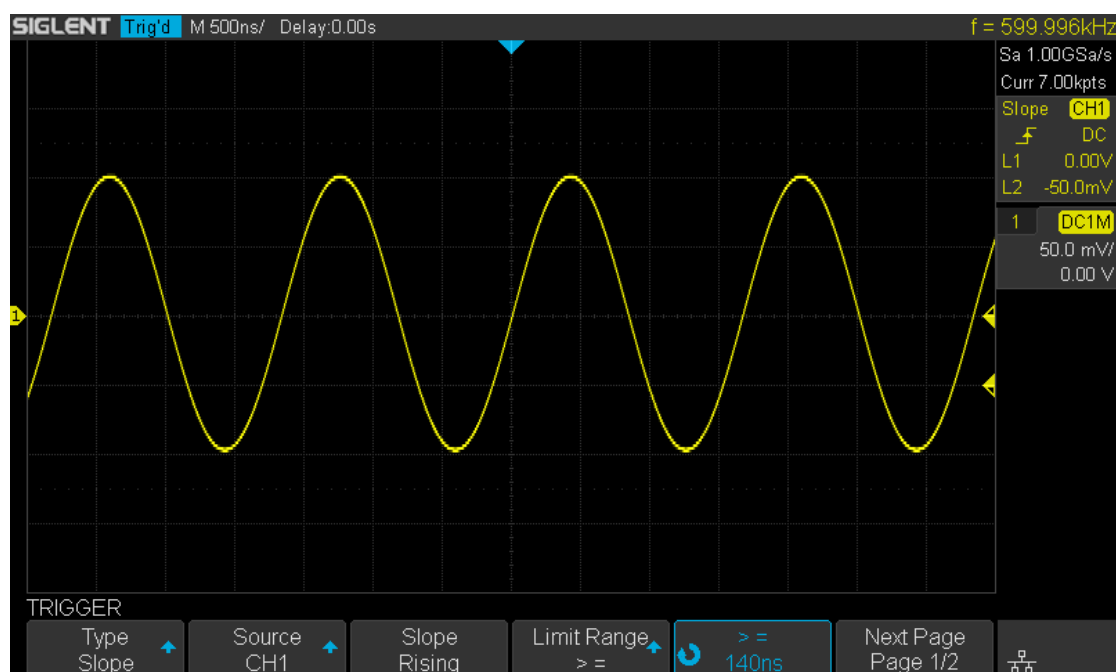 SIGLENT Trig'd M 500ns/ Delay:0.00s f = 599.996kHz
Sa 1.00GSa/s
Curr 7.00kpts
Slope CH1
DC
L1 0.00V
L2 -50.0mV
1 DC1M
50.0 mV/
0.00 V
1
TRIGGER
Type
Slope
Source
CH1
Slope
Rising
Limit Range
> =
> =
140ns
Next Page
Page 1/2